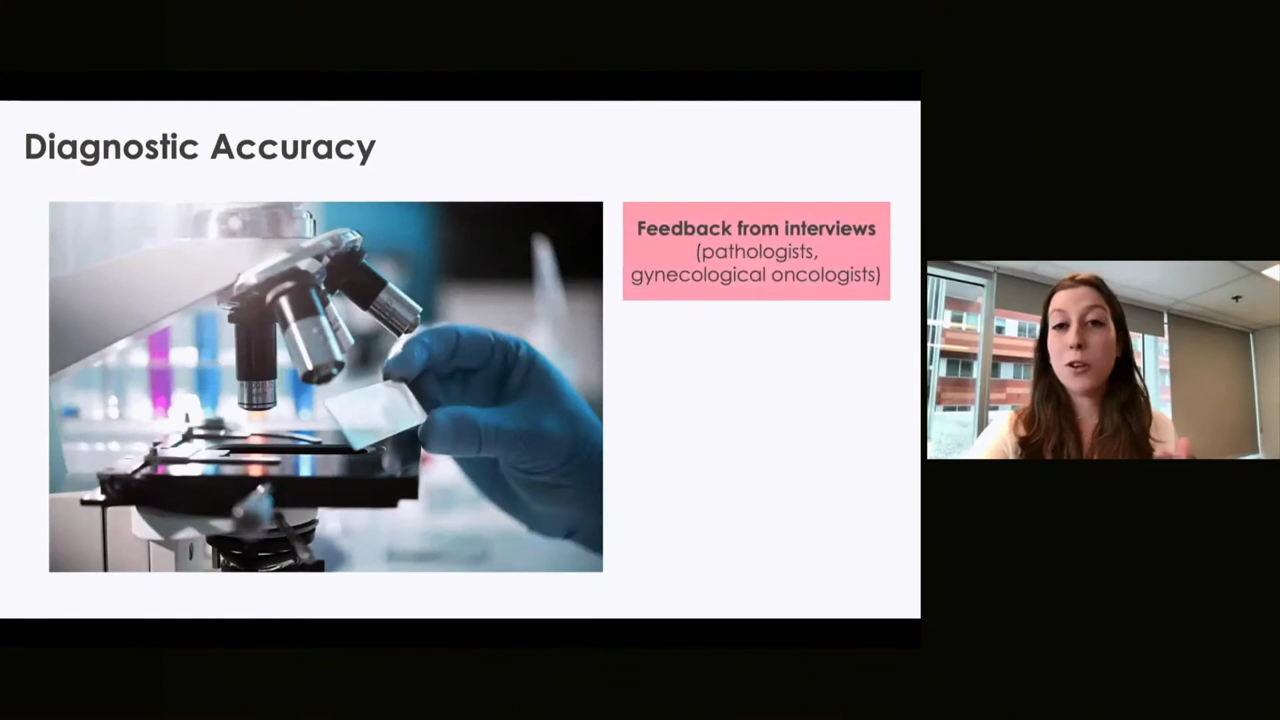 Diagnostic Accuracy
Feedback from interviews
(pathologists,
gynecological oncologists)